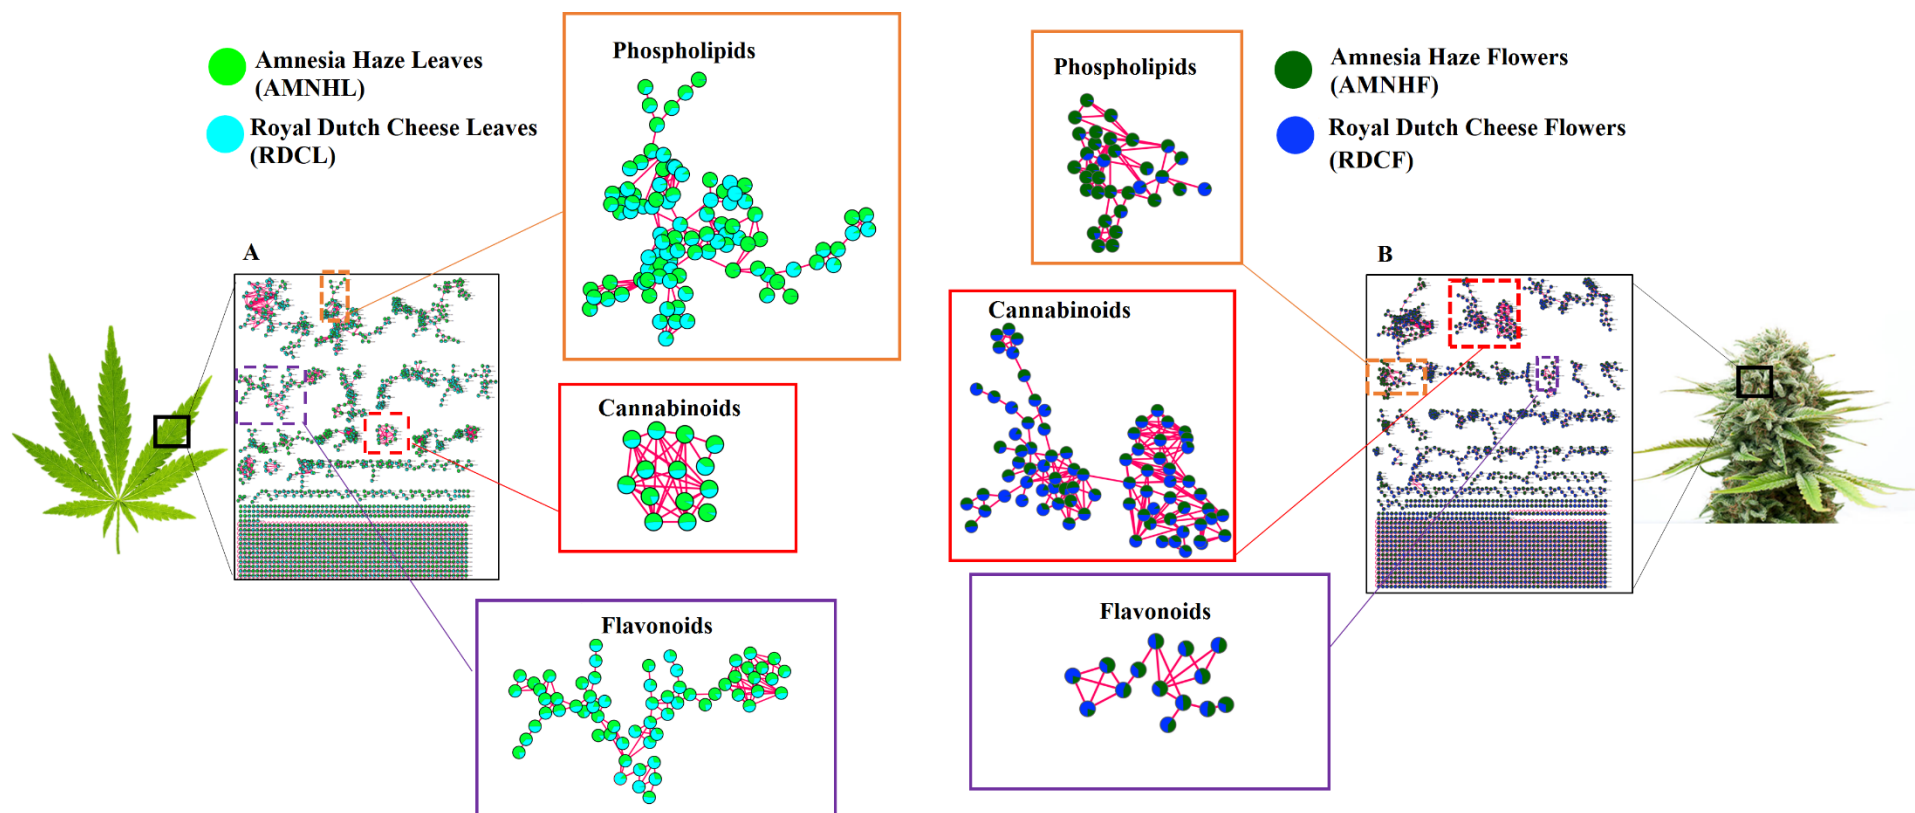 Amnesia Haze Leaves
(AMNHL)
Royal Dutch Cheese Leaves
(RDCL)
Phospholipids
Phospholipids
Amnesia Haze Flowers
(AMNHF)
Royal Dutch Cheese Flowers
(RDCF)
A
B
Cannabinoids
Cannabinoids
Flavonoids
Flavonoids